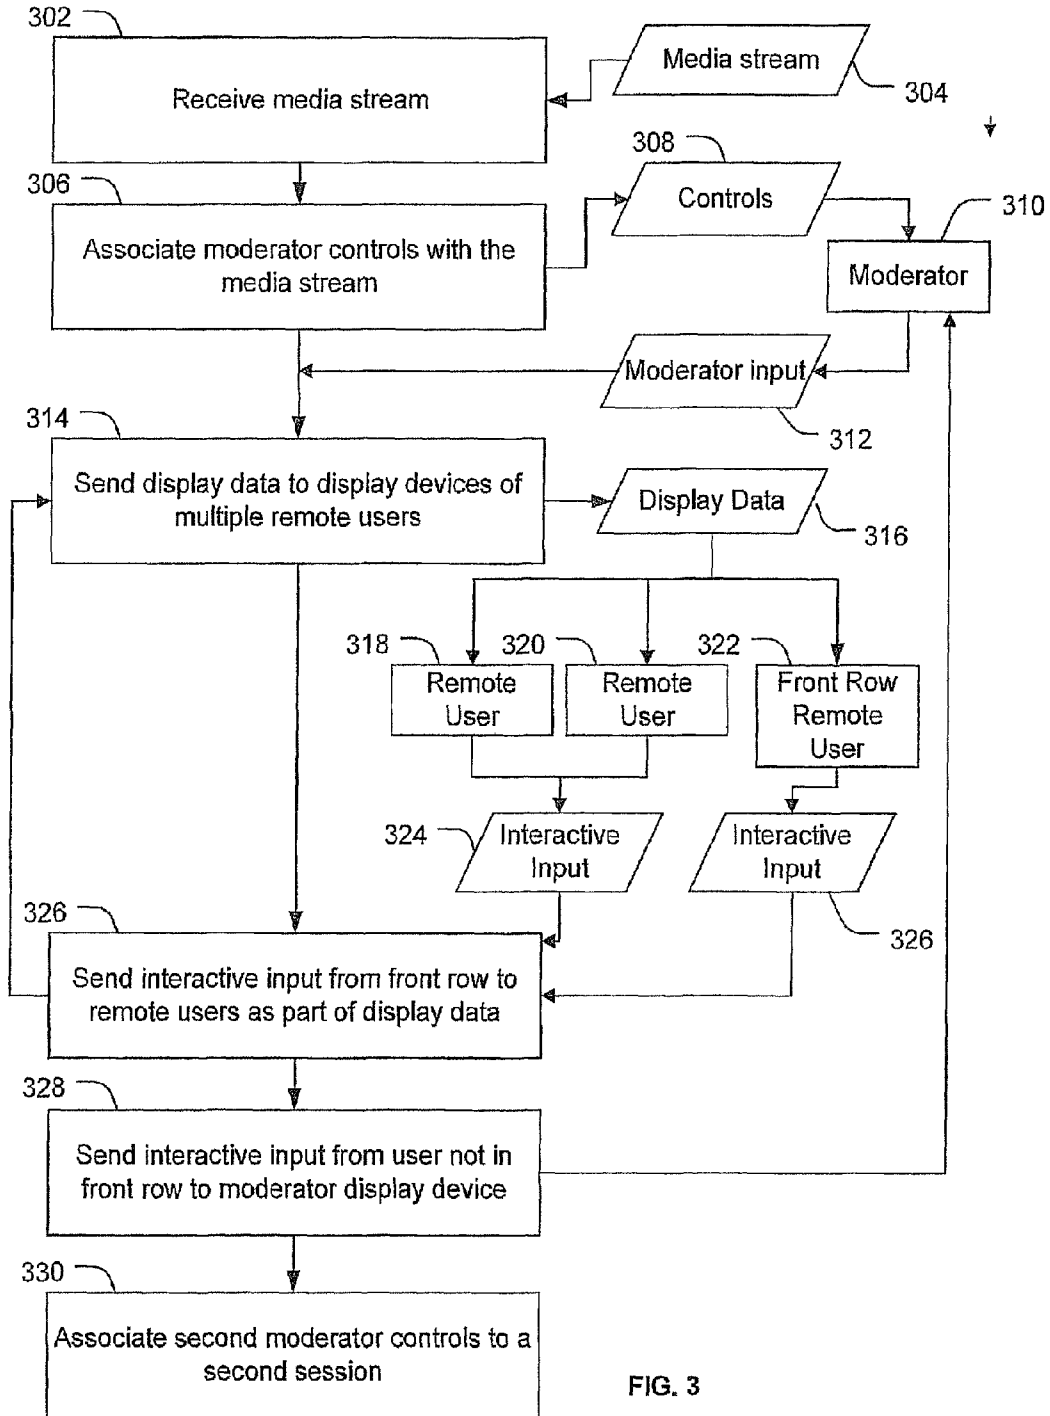 302
Receive media stream
Media stream
304
306
Associate moderator controls with the
media stream
308
Controls
310
Moderator
Moderator input
312
314
Send display data to display devices of
multiple remote users
Display Data
316
318
Remote
User
320
Remote
User
322
Front Row
Remote
User
324
Interactive
Input
Interactive
Input
326
326
Send interactive input from front row to
remote users as part of display data
328
Send interactive input from user not in
front row to moderator display device
330
Associate second moderator controls to a
second session
FIG. 3